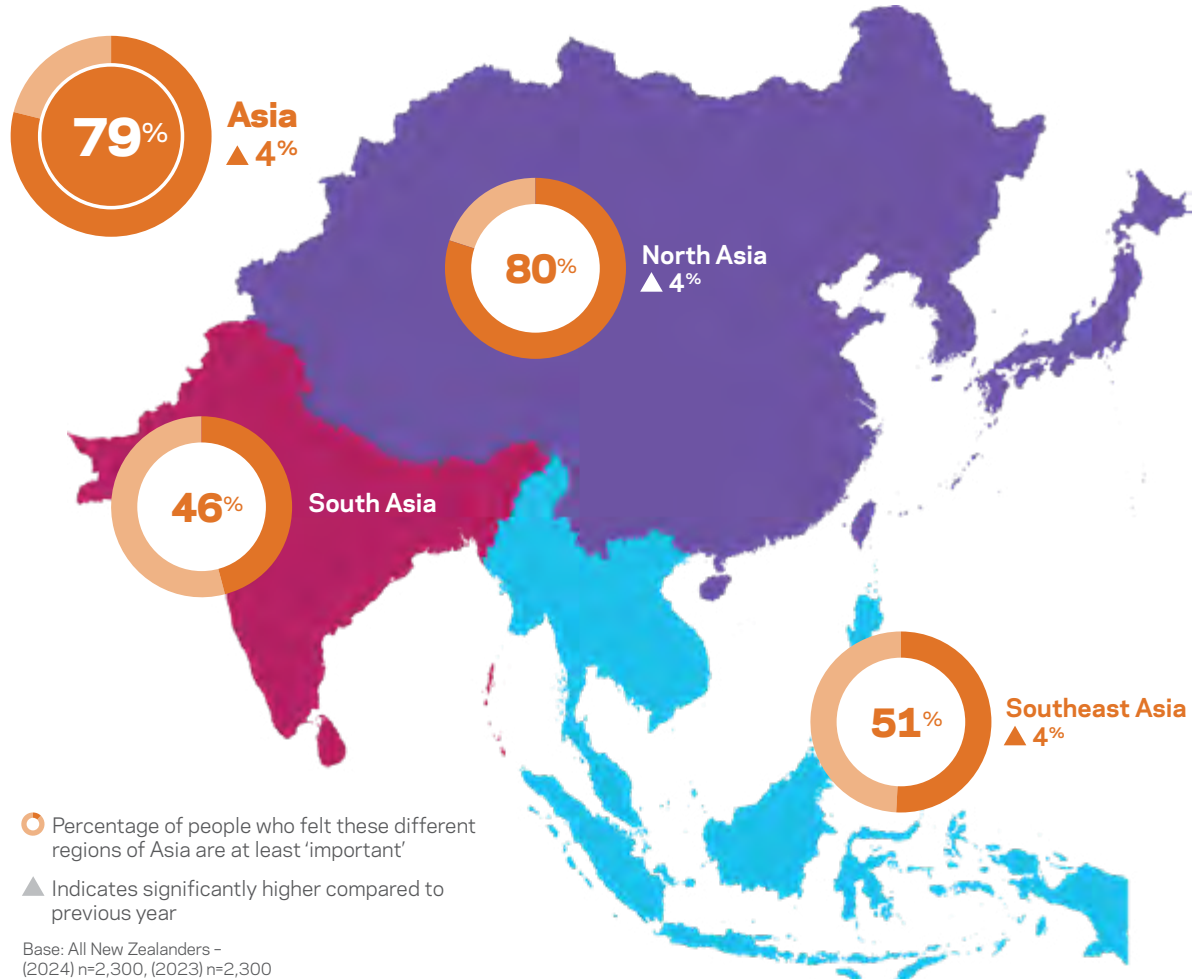 79%
Asia
▲ 4%
80%
North Asia
▲ 4%
46%
South Asia
51%
Southeast Asia
▲ 4%
Percentage of people who felt these different
regions of Asia are at least ‘important’
▲ Indicates significantly higher compared to
previous year
Base: All New Zealanders –
(2024) n=2,300, (2023) n=2,300